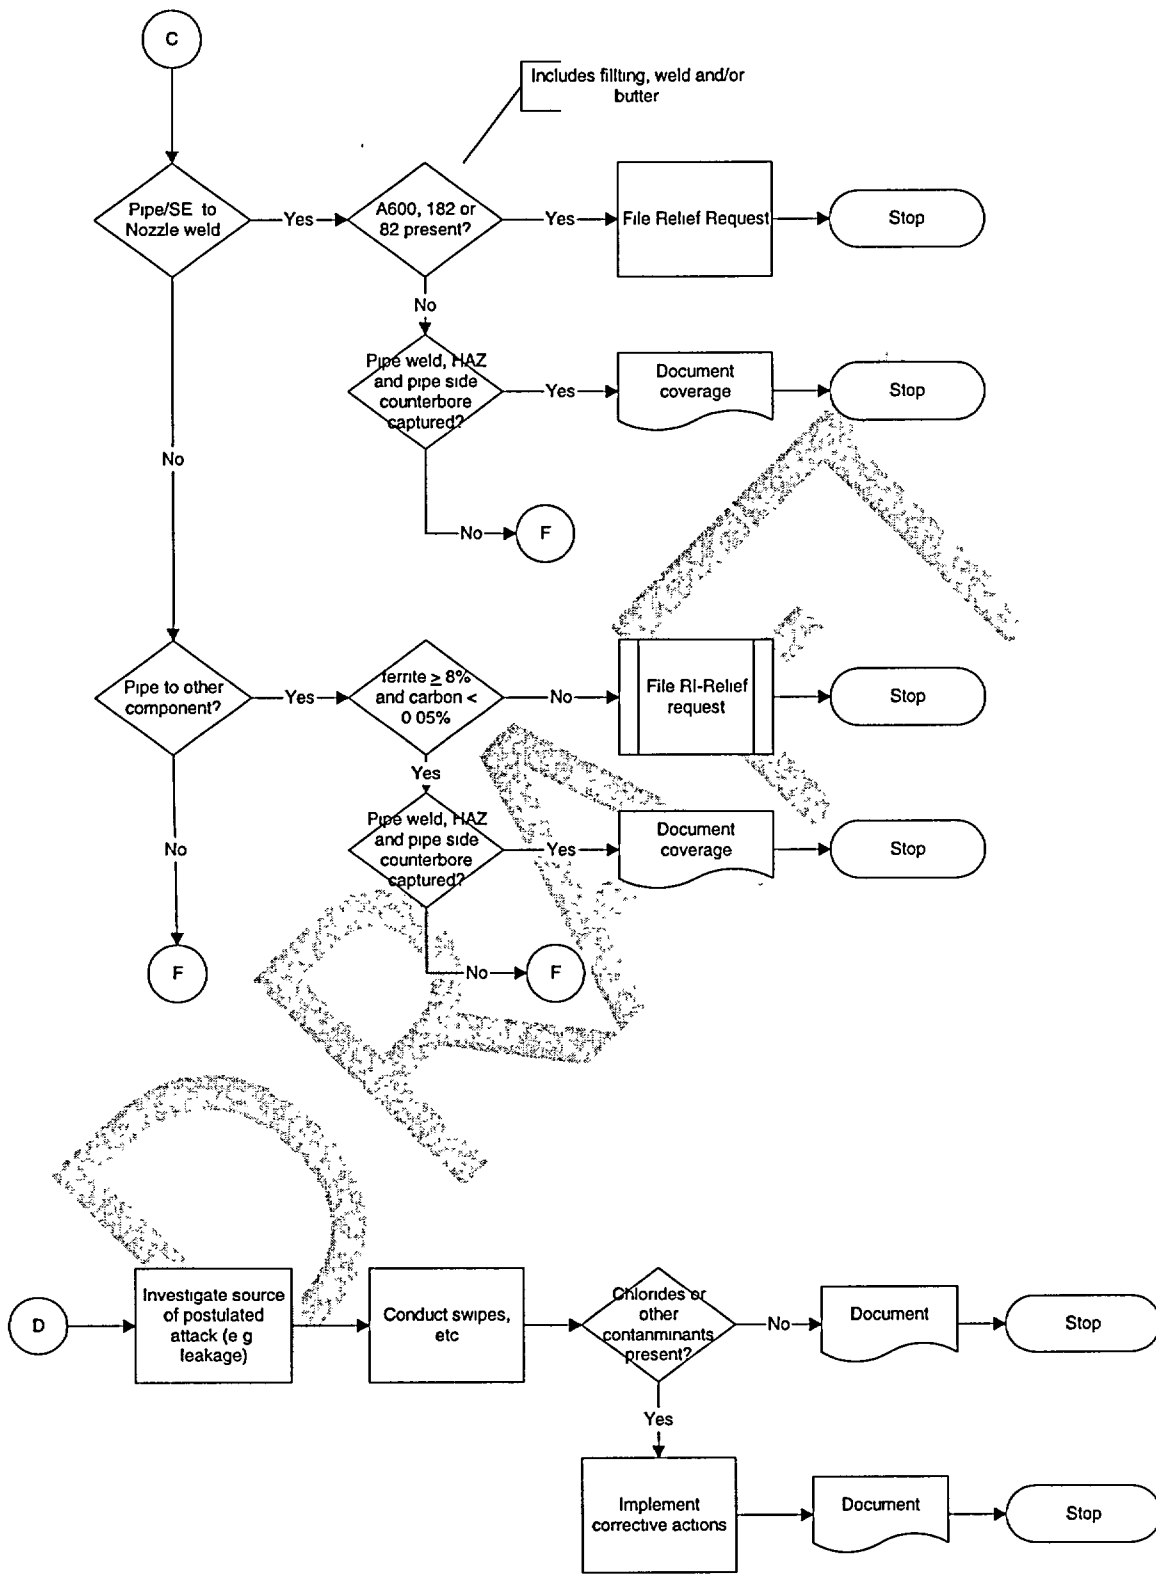 C
Includes fillting, weld and/or
butter
Pipe/SE to
Nozzle weld
Yes
A600, 182 or
82 present?
Yes
File Relief Request
Stop
No
Pipe weld, HAZ
and pipe side
counterbore
captured?
Yes
Document
coverage
Stop
No
No
F
Pipe to other
component?
Yes
ferrite ≥ 8%
and carbon <
0 05%
No
File RI-Relief
request
Stop
Yes
Pipe weld, HAZ
and pipe side
counterbore
captured?
Yes
Document
coverage
Stop
No
F
No
F
DRAFT
D
Investigate source
of postulated
attack (e g
leakage)
Conduct swipes,
etc
Chlorides or
other
contanminants
present?
No
Document
Stop
Yes
Implement
corrective actions
Document
Stop